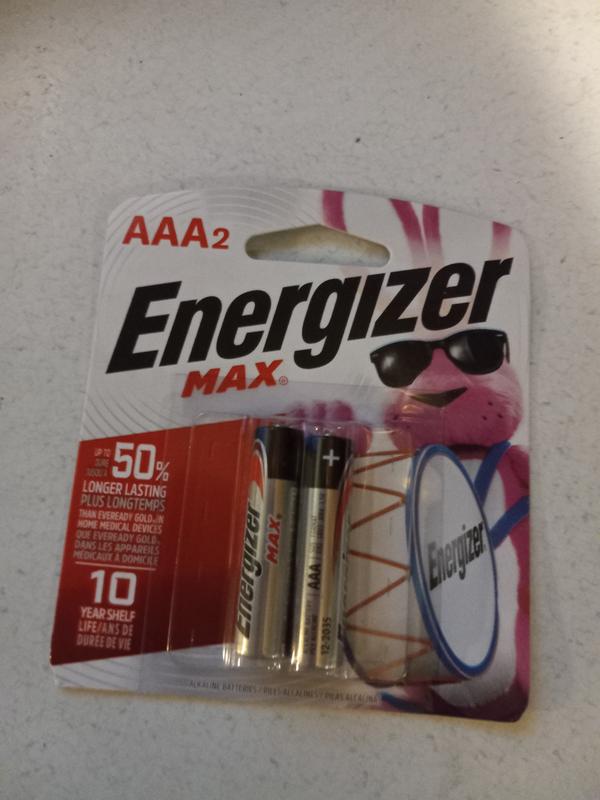 AAA2
Energizer
MAX®
UP TO
50%
LONGER LASTING
PLUS LONGTEMPS
THAN EVEREADY GOLD® IN
HOME MEDICAL DEVICES
QUE EVEREADY GOLD®
DANS LES APPAREILS
MÉDICAUX À DOMICILE
10
YEAR SHELF
LIFE/ANS DE
DURÉE DE VIE
Energizer
MAX®
+
AAA
12-2035
Energizer
ALKALINE BATTERIES / PILES ALCALINES / PILAS ALCALINAS